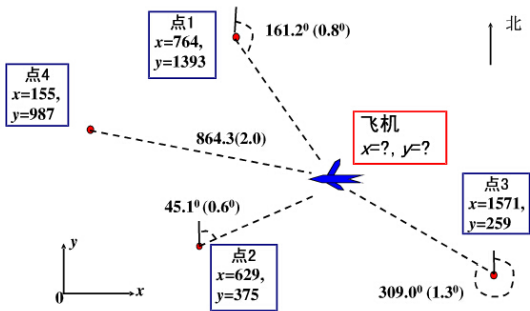 点1
x=764,
y=1393
161.2⁰ (0.8⁰)
北
点4
x=155,
y=987
864.3(2.0)
飞机
x=?, y=?
点3
x=1571,
y=259
45.1⁰ (0.6⁰)
点2
x=629,
y=375
309.0⁰ (1.3⁰)
y
0
x